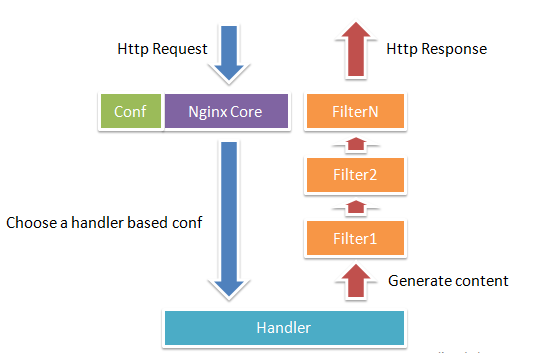 Http Request
Http Response
Conf
Nginx Core
FilterN
Filter2
Choose a handler based conf
Filter1
Generate content
Handler